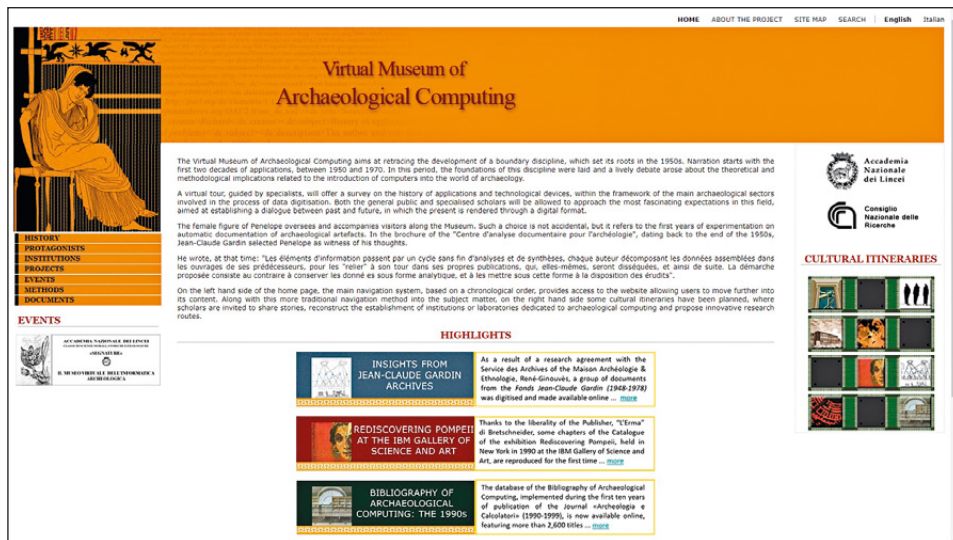 HOME ABOUT THE PROJECT SITE MAP SEARCH English Italian
Virtual Museum of
Archaeological Computing
The Virtual Museum of Archaeological Computing aims at retracing the development of a boundary discipline, which set its roots in the 1950s. Narration starts with the
first two decades of applications, between 1950 and 1970. In this period, the foundations of this discipline were laid and a lively debate arose about the theoretical and
methodological implications related to the introduction of computers into the world of archaeology.
A virtual tour, guided by specialists, will offer a survey on the history of applications and technological devices, within the framework of the main archaeological sectors
involved in the process of data digitisation. Both the general public and specialised scholars will be allowed to approach the most fascinating expectations in this field,
aimed at establishing a dialogue between past and future, in which the present is rendered through a digital format.
The female figure of Penelope oversees and accompanies visitors along the Museum. Such a choice is not accidental, but it refers to the first years of experimentation on
automatic documentation of archaeological artefacts. In the brochure of the "Centre d'analyse documentaire pour l'archéologie", dating back to the end of the 1950s,
Jean-Claude Gardin selected Penelope as witness of his thoughts.
He wrote, at that time: "Les éléments d'information passent par un cycle sans fin d'analyses et de synthèses, chaque auteur décomposant les données assemblées dans
les ouvrages de ses prédécesseurs, pour les "relier" à son tour dans ses propres publications, qui, elles-mêmes, seront disséquées, et ainsi de suite. La démarche
proposée consiste au contraire à conserver les données sous forme analytique, et à les mettre sous cette forme à la disposition des érudits".
On the left hand side of the home page, the main navigation system, based on a chronological order, provides access to the website allowing users to move further into
its content. Along with this more traditional navigation method into the subject matter, on the right hand side some cultural itineraries have been planned, where
scholars are invited to share stories, reconstruct the establishment of institutions or laboratories dedicated to archaeological computing and propose innovative research
routes.
HISTORY
PROTAGONISTS
INSTITUTIONS
PROJECTS
EVENTS
METHODS
DOCUMENTS
EVENTS
ACCADEMIA NAZIONALE DEI LINCEI
«SEGNATURE»
IL MUSEO VIRTUALE DELL'INFORMATICA
ARCHEOLOGICA
HIGHLIGHTS
INSIGHTS FROM
JEAN-CLAUDE GARDIN
ARCHIVES
As a result of a research agreement with the
Service des Archives of the Maison Archéologie &
Ethnologie, René-Ginouvès, a group of documents
from the Fonds Jean-Claude Gardin (1948-1978)
was digitised and made available online ... more
REDISCOVERING POMPEII
AT THE IBM GALLERY OF
SCIENCE AND ART
Thanks to the liberality of the Publisher, "L'Erma"
di Bretschneider, some chapters of the Catalogue
of the exhibition Rediscovering Pompeii, held in
New York in 1990 at the IBM Gallery of Science and
Art, are reproduced for the first time ... more
BIBLIOGRAPHY OF
ARCHAEOLOGICAL
COMPUTING: THE 1990s
The database of the Bibliography of Archaeological
Computing, implemented during the first ten years
of publication of the Journal «Archeologia e
Calcolatori» (1990-1999), is now available online,
featuring more than 2,600 titles ... more
Accademia
Nazionale
dei Lincei
Consiglio
Nazionale delle
Ricerche
CULTURAL ITINERARIES